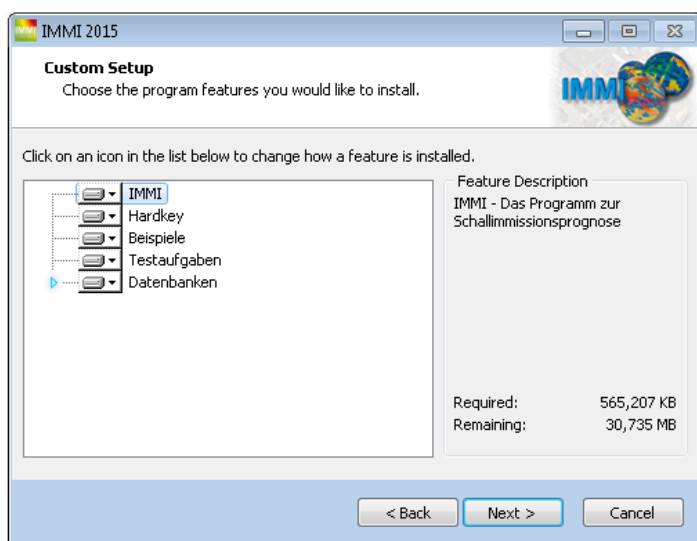 IMMI 2015
Custom Setup
Choose the program features you would like to install.
IMMI
Click on an icon in the list below to change how a feature is installed.
IMMI
Hardkey
Beispiele
Testaufgaben
Datenbanken
Feature Description
IMMI - Das Programm zur
Schallimmissionsprognose
Required: 565,207 KB
Remaining: 30,735 MB
< Back
Next >
Cancel